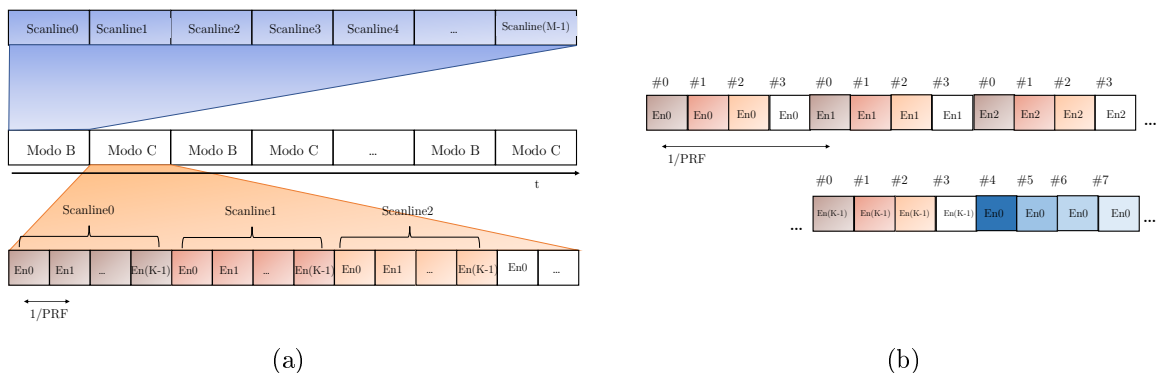 Scanline0 Scanline1 Scanline2 Scanline3 Scanline4 ... Scanline(M-1)
Modo B Modo C Modo B Modo C ... Modo B Modo C
t
Scanline0 Scanline1 Scanline2
En0 En1 ... En(K-1) En0 En1 ... En(K-1) En0 En1 ... En(K-1) En0 ...
1/PRF
(a)
#0 #1 #2 #3 #0 #1 #2 #3 #0 #1 #2 #3
En0 En0 En0 En0 En1 En1 En1 En1 En2 En2 En2 En2 ...
1/PRF
#0 #1 #2 #3 #4 #5 #6 #7
... En(K-1) En(K-1) En(K-1) En(K-1) En0 En0 En0 En0 ...
(b)